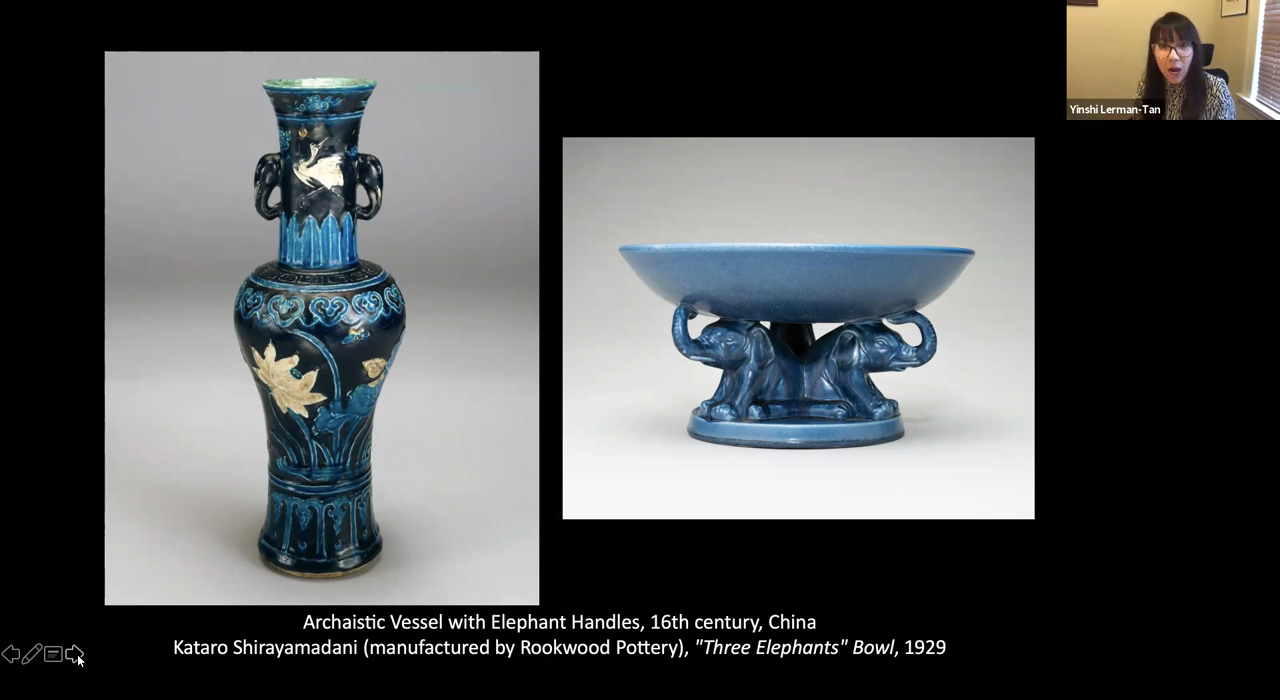 Yinshi Lerman-Tan
Archaistic Vessel with Elephant Handles, 16th century, China
Kataro Shirayamadani (manufactured by Rookwood Pottery), "Three Elephants" Bowl, 1929